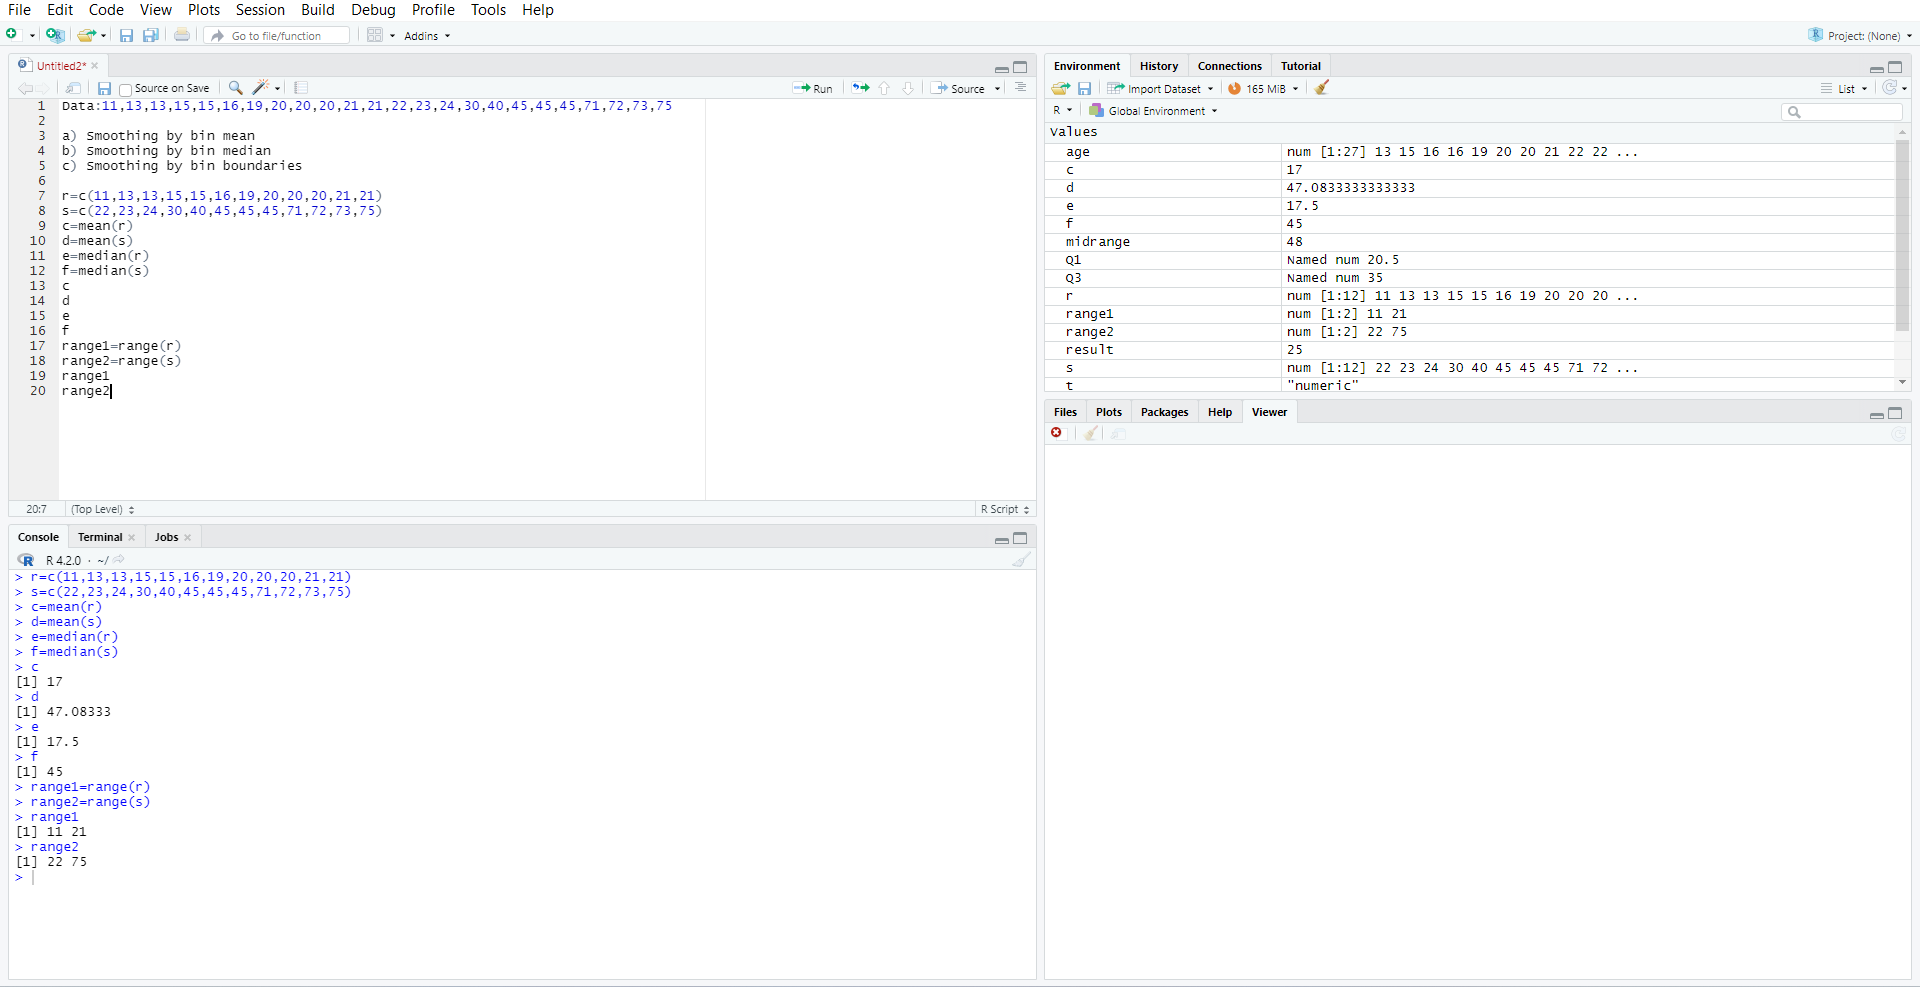 File Edit Code View Plots Session Build Debug Profile Tools Help
Go to file/function Addins Project: (None)
Untitled2*
Source on Save Run Source
1 Data:11,13,13,15,15,16,19,20,20,20,21,21,22,23,24,30,40,45,45,45,71,72,73,75
2
3 a) Smoothing by bin mean
4 b) Smoothing by bin median
5 c) Smoothing by bin boundaries
6
7 r=c(11,13,13,15,15,16,19,20,20,20,21,21)
8 s=c(22,23,24,30,40,45,45,45,71,72,73,75)
9 c=mean(r)
10 d=mean(s)
11 e=median(r)
12 f=median(s)
13 c
14 d
15 e
16 f
17 range1=range(r)
18 range2=range(s)
19 range1
20 range2
20:7 (Top Level) R Script
Console Terminal Jobs
R 4.2.0 · ~/
> r=c(11,13,13,15,15,16,19,20,20,20,21,21)
> s=c(22,23,24,30,40,45,45,45,71,72,73,75)
> c=mean(r)
> d=mean(s)
> e=median(r)
> f=median(s)
> c
[1] 17
> d
[1] 47.08333
> e
[1] 17.5
> f
[1] 45
> range1=range(r)
> range2=range(s)
> range1
[1] 11 21
> range2
[1] 22 75
>
Environment History Connections Tutorial
Import Dataset 165 MiB List
R Global Environment
Values
age num [1:27] 13 15 16 16 19 20 20 21 22 22 ...
c 17
d 47.0833333333333
e 17.5
f 45
midrange 48
Q1 Named num 20.5
Q3 Named num 35
r num [1:12] 11 13 13 15 15 16 19 20 20 20 ...
range1 num [1:2] 11 21
range2 num [1:2] 22 75
result 25
s num [1:12] 22 23 24 30 40 45 45 45 71 72 ...
t "numeric"
Files Plots Packages Help Viewer